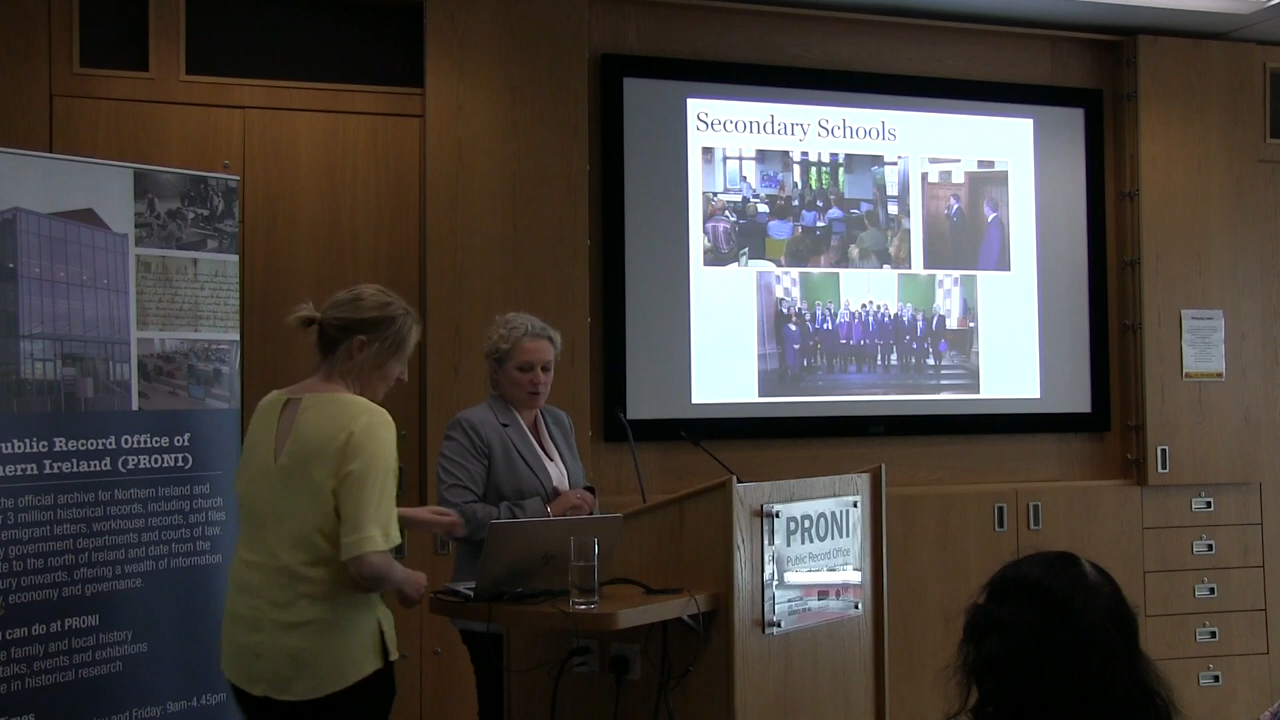 Secondary Schools
ublic Record Office of
hern Ireland (PRONI)
the official archive for Northern Ireland and
r 3 million historical records, including church
emigrant letters, workhouse records, and files
y government departments and courts of law.
te to the north of Ireland and date from the
ury onwards, offering a wealth of information
, economy and governance.
can do at PRONI
e family and local history
talks, events and exhibitions
e in historical research
Times
y and Friday: 9am-4.45pm
PRONI
Public Record Office